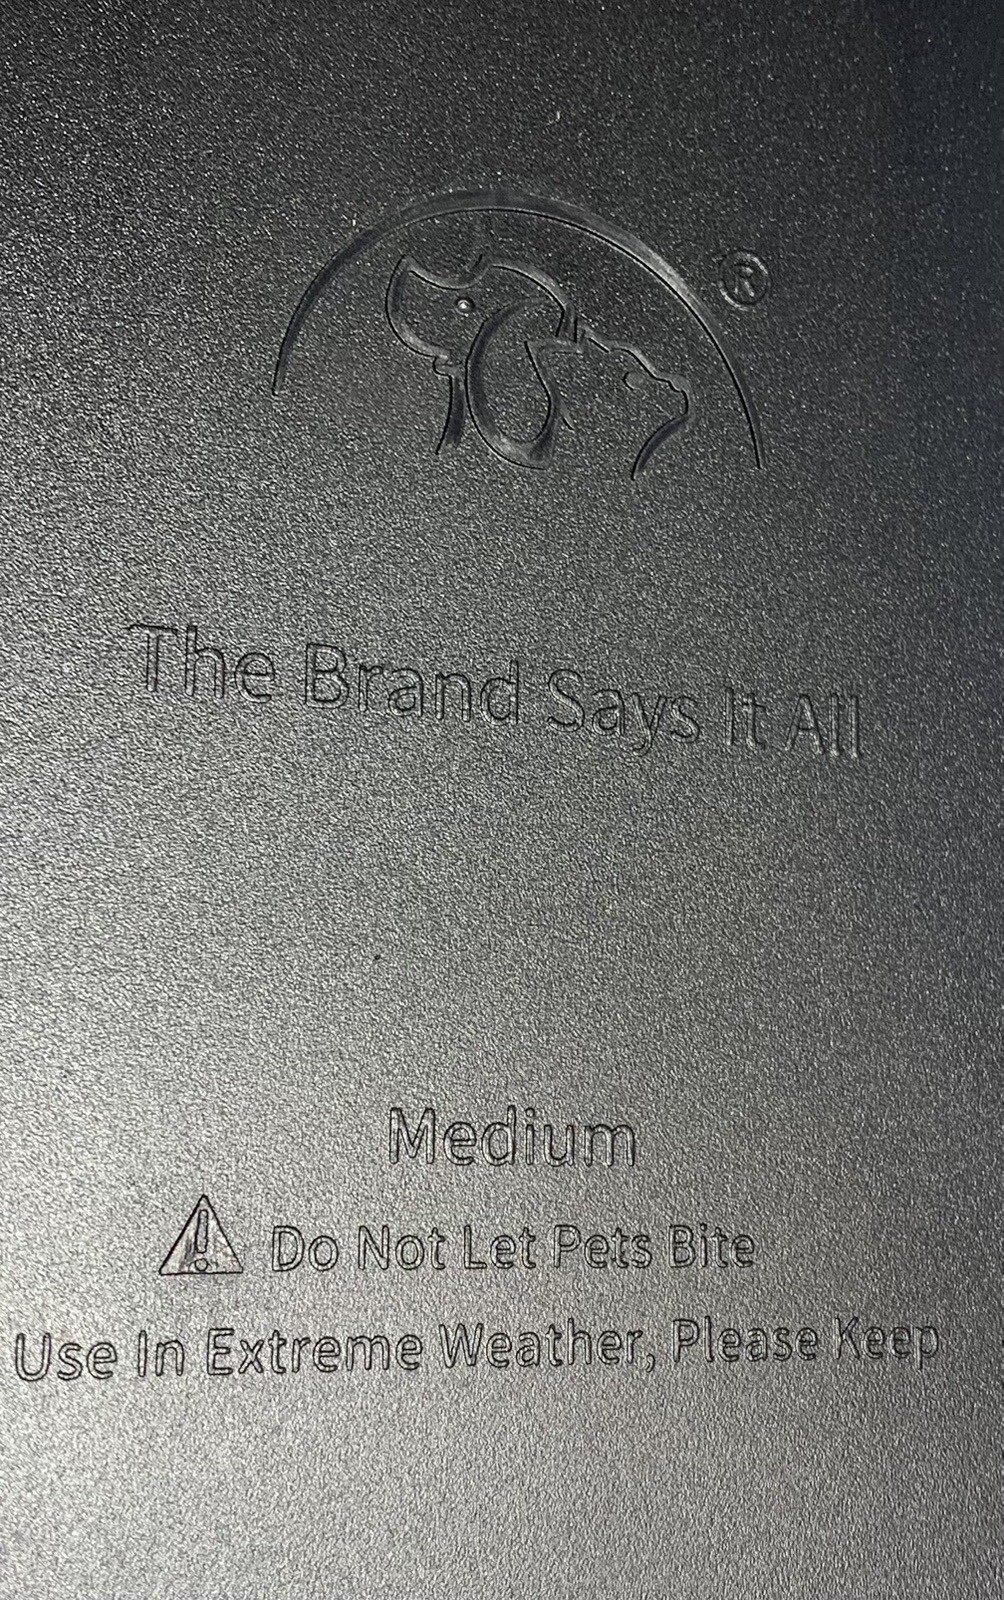 ®
The Brand Says It All
Medium
Do Not Let Pets Bite
Use In Extreme Weather, Please Keep